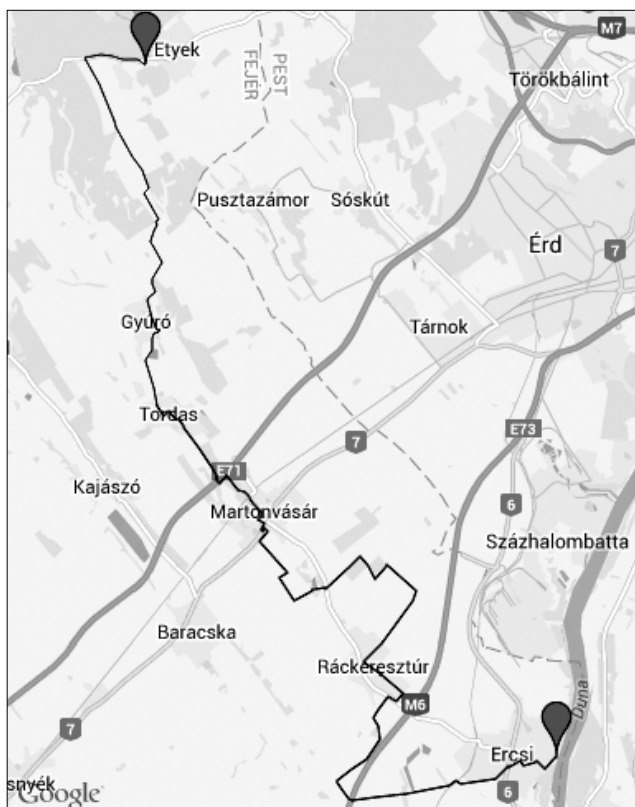 M7
Etyek
PEST
FEJÉR
Törökbálint
Pusztazámor
Sóskút
Érd
7
Gyúró
Tárnok
Tordas
E73
7
E71
Kajászó
6
Martonvásár
Százhalombatta
Baracska
Ráckeresztúr
M6
Duna
7
Ercsi
snyék
6
Google